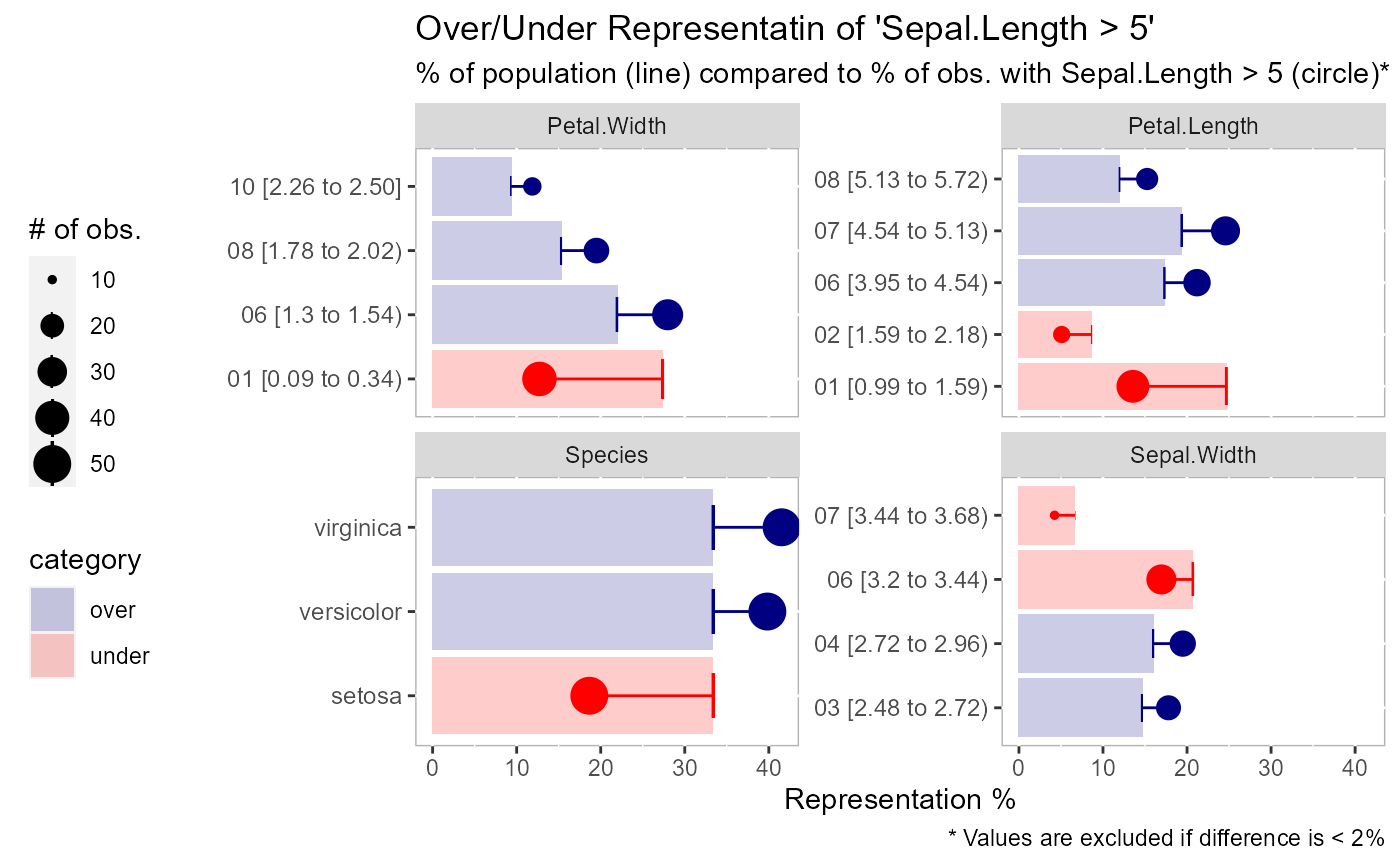 Over/Under Representatin of 'Sepal.Length > 5'
% of population (line) compared to % of obs. with Sepal.Length > 5 (circle)*
# of obs.
10
20
30
40
50
category
over
under
Petal.Width
10 [2.26 to 2.50]
08 [1.78 to 2.02)
06 [1.3 to 1.54)
01 [0.09 to 0.34)
Petal.Length
08 [5.13 to 5.72)
07 [4.54 to 5.13)
06 [3.95 to 4.54)
02 [1.59 to 2.18)
01 [0.99 to 1.59)
Species
virginica
versicolor
setosa
0 10 20 30 40
Sepal.Width
07 [3.44 to 3.68)
06 [3.2 to 3.44)
04 [2.72 to 2.96)
03 [2.48 to 2.72)
0 10 20 30 40
Representation %
* Values are excluded if difference is < 2%